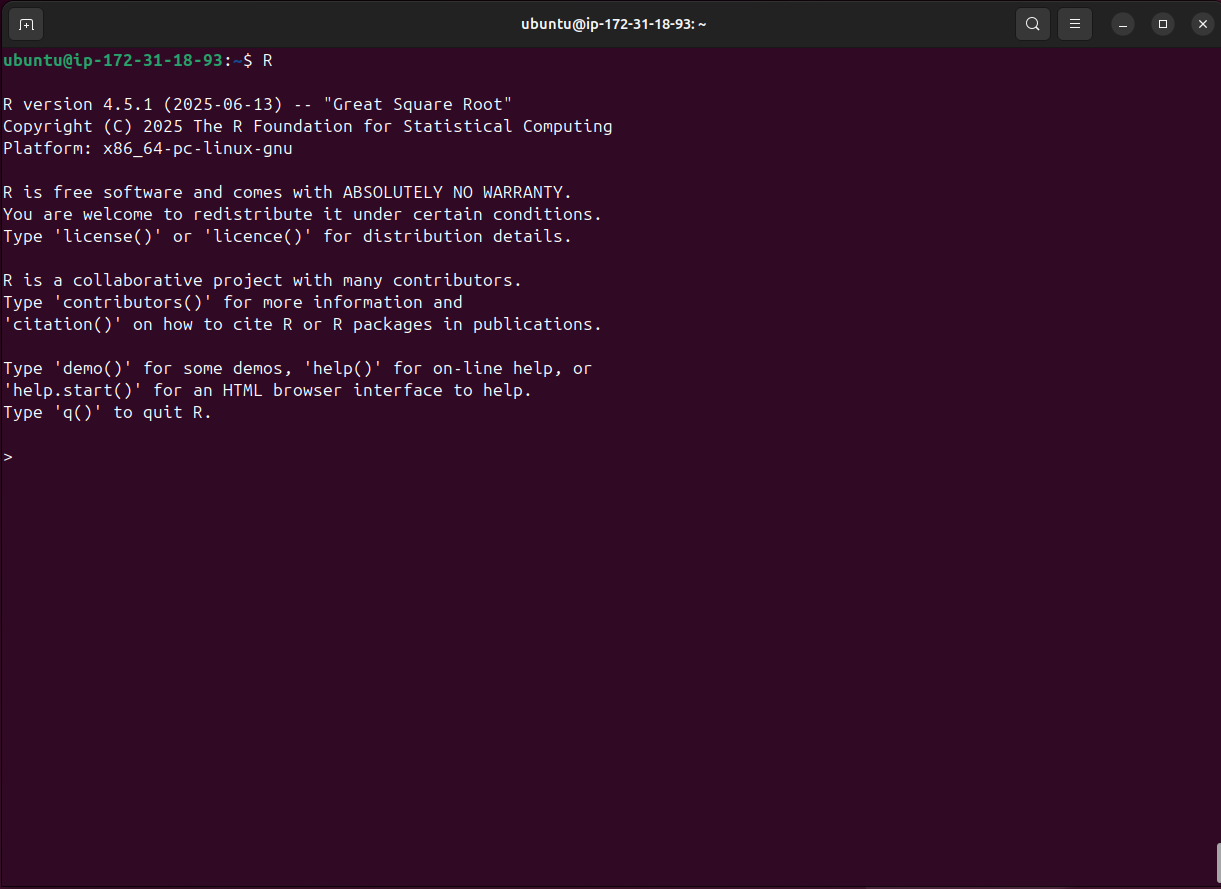 ubuntu@ip-172-31-18-93: ~
ubuntu@ip-172-31-18-93:~$ R
R version 4.5.1 (2025-06-13) -- "Great Square Root"
Copyright (C) 2025 The R Foundation for Statistical Computing
Platform: x86_64-pc-linux-gnu
R is free software and comes with ABSOLUTELY NO WARRANTY.
You are welcome to redistribute it under certain conditions.
Type 'license()' or 'licence()' for distribution details.
R is a collaborative project with many contributors.
Type 'contributors()' for more information and
'citation()' on how to cite R or R packages in publications.
Type 'demo()' for some demos, 'help()' for on-line help, or
'help.start()' for an HTML browser interface to help.
Type 'q()' to quit R.
>